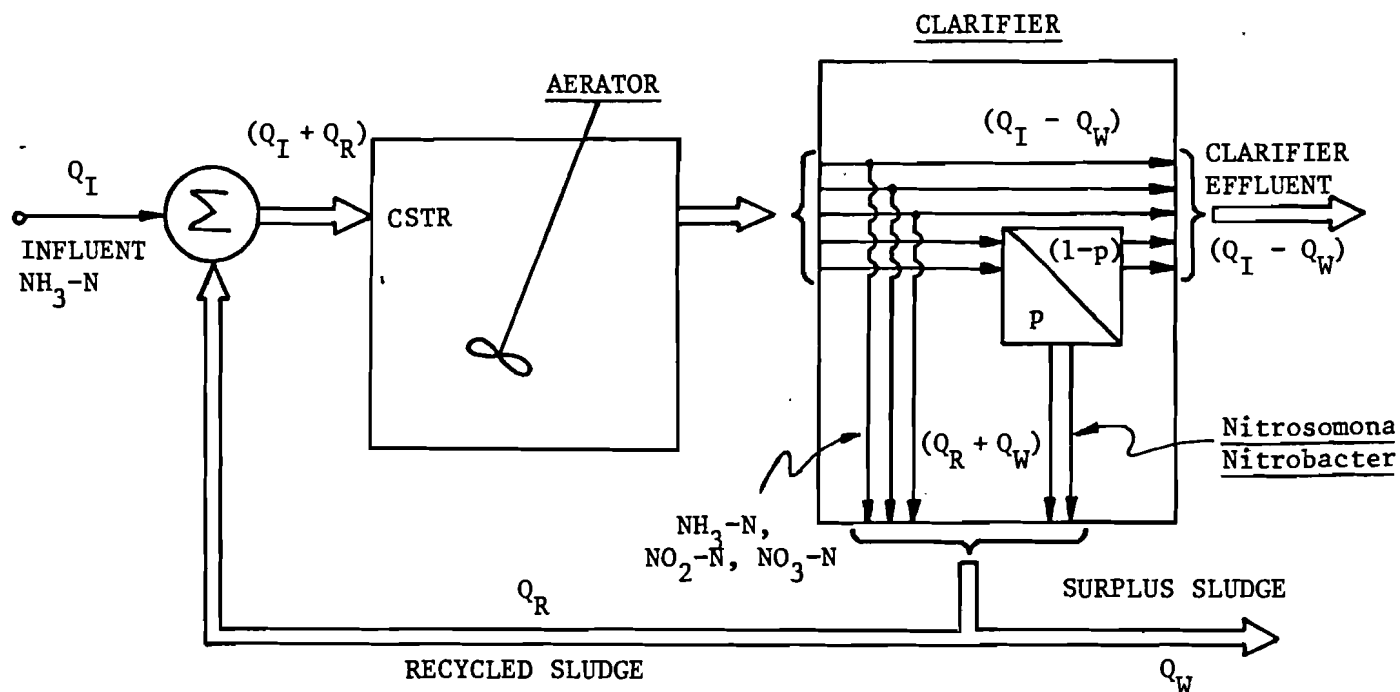 CLARIFIER
AERATOR
(Q_I + Q_R)
(Q_I - Q_W)
Q_I
Σ
CSTR
CLARIFIER
EFFLUENT
INFLUENT
NH_3-N
(1-p)
(Q_I - Q_W)
p
(Q_R + Q_W)
Nitrosomona
Nitrobacter
NH_3-N,
NO_2-N, NO_3-N
Q_R
SURPLUS SLUDGE
RECYCLED SLUDGE
Q_W